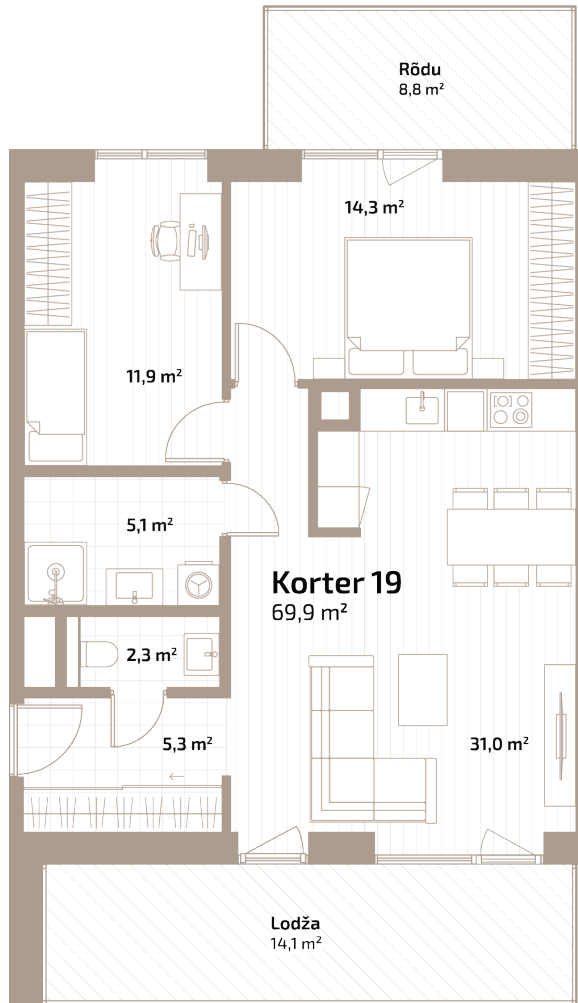 Rõdu
8,8 m²
14,3 m²
11,9 m²
5,1 m²
Korter 19
69,9 m²
2,3 m²
5,3 m²
31,0 m²
Lodža
14,1 m²